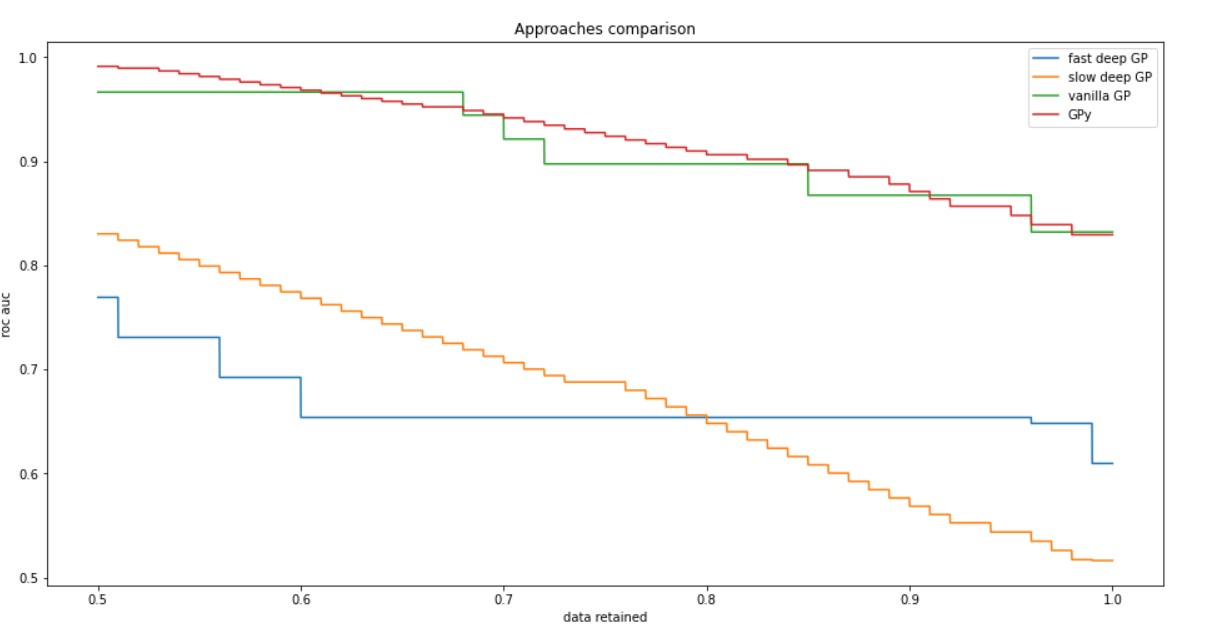 Approaches comparison
fast deep GP
slow deep GP
vanilla GP
GPy
1.0
0.9
0.8
0.7
0.6
0.5
roc auc
0.5 0.6 0.7 0.8 0.9 1.0
data retained